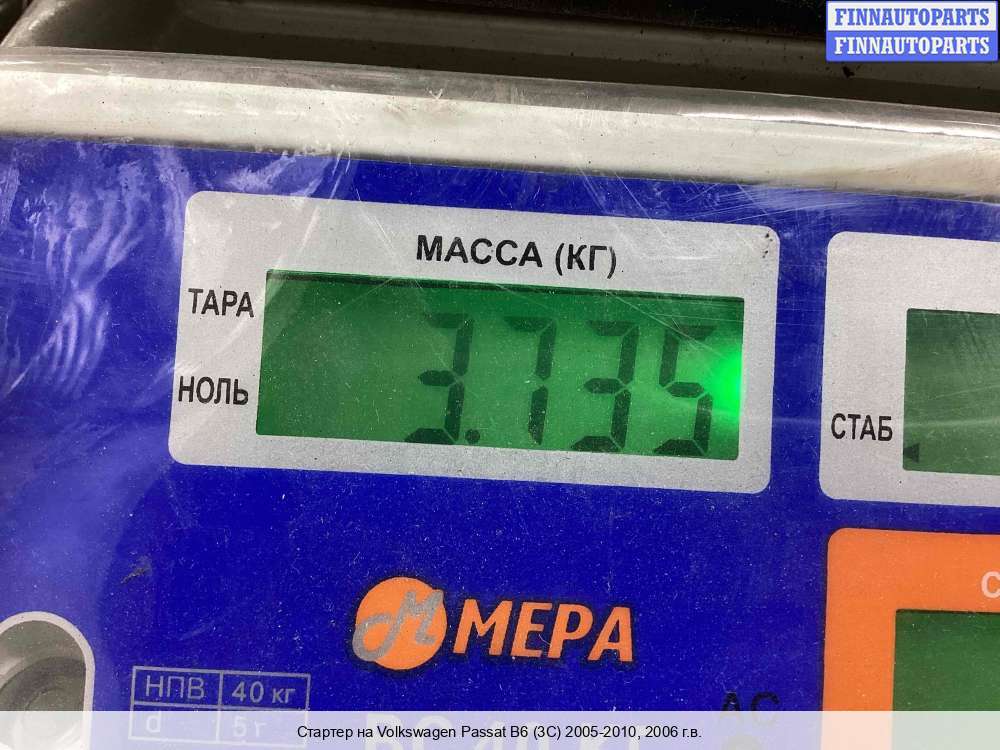 FINNAUTOPARTS
FINNAUTOPARTS
МАССА (КГ)
ТАРА
3.735
НОЛЬ
СТАБ
МЕРА
НПВ 40 кг
d 5 г
Стартер на Volkswagen Passat B6 (3C) 2005-2010, 2006 г.в.